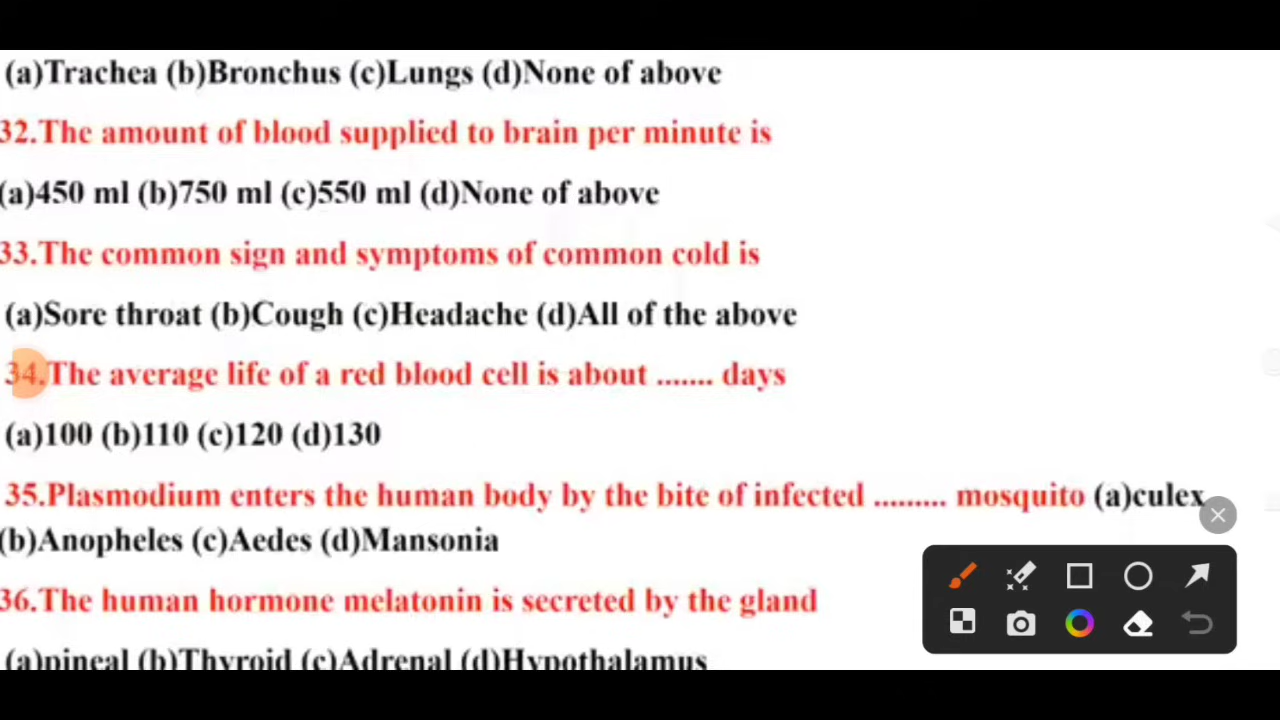 (a)Trachea (b)Bronchus (c)Lungs (d)None of above
32.The amount of blood supplied to brain per minute is
(a)450 ml (b)750 ml (c)550 ml (d)None of above
33.The common sign and symptoms of common cold is
(a)Sore throat (b)Cough (c)Headache (d)All of the above
34.The average life of a red blood cell is about ....... days
(a)100 (b)110 (c)120 (d)130
35.Plasmodium enters the human body by the bite of infected ......... mosquito (a)culex
(b)Anopheles (c)Aedes (d)Mansonia
36.The human hormone melatonin is secreted by the gland
(a)pineal (b)Thyroid (c)Adrenal (d)Hypothalamus